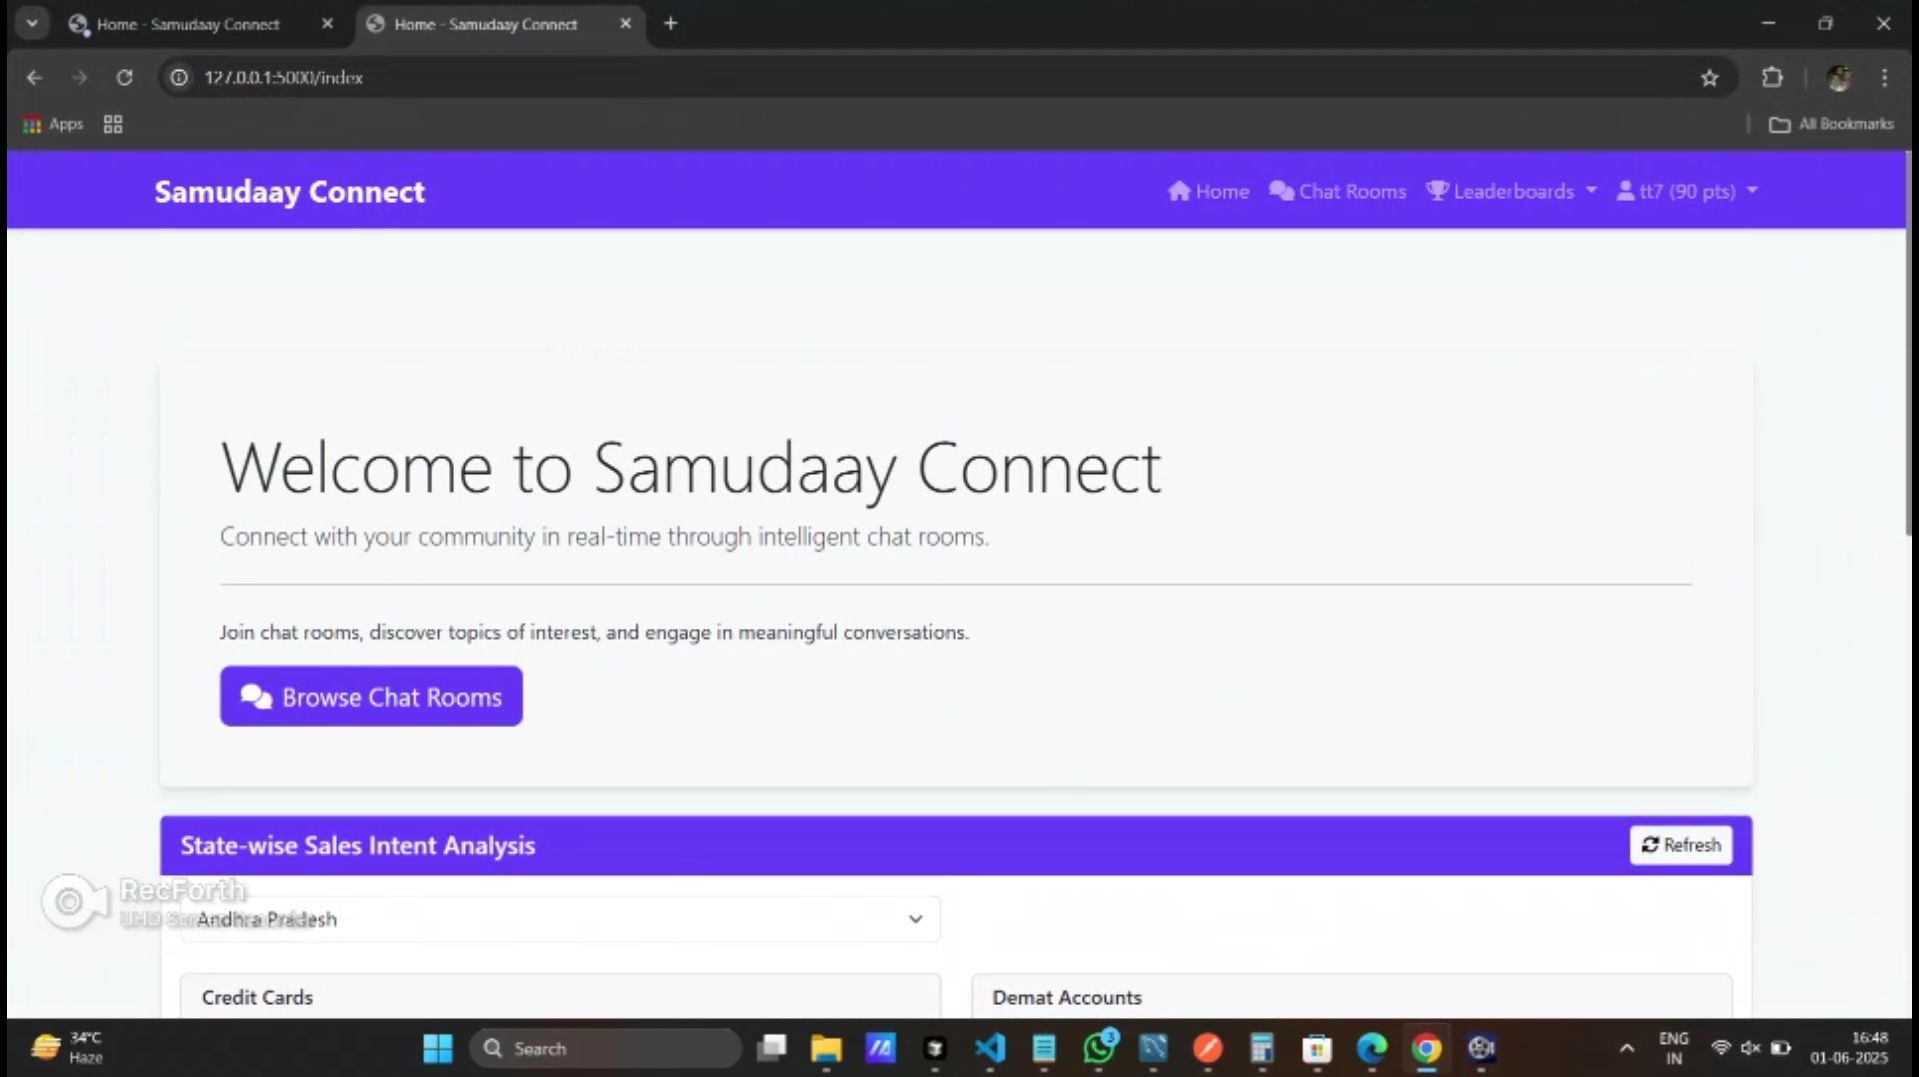 Home - Samudaay Connect
Home - Samudaay Connect
127.0.0.1:5000/index
Apps
All Bookmarks
Samudaay Connect
Home
Chat Rooms
Leaderboards
tt7 (90 pts)
Welcome to Samudaay Connect
Connect with your community in real-time through intelligent chat rooms.
Join chat rooms, discover topics of interest, and engage in meaningful conversations.
Browse Chat Rooms
State-wise Sales Intent Analysis
Refresh
RecForth
UHD
Andhra Pradesh
Credit Cards
Demat Accounts
34°C
Haze
Search
3
ENG
IN
16:48
01-06-2025